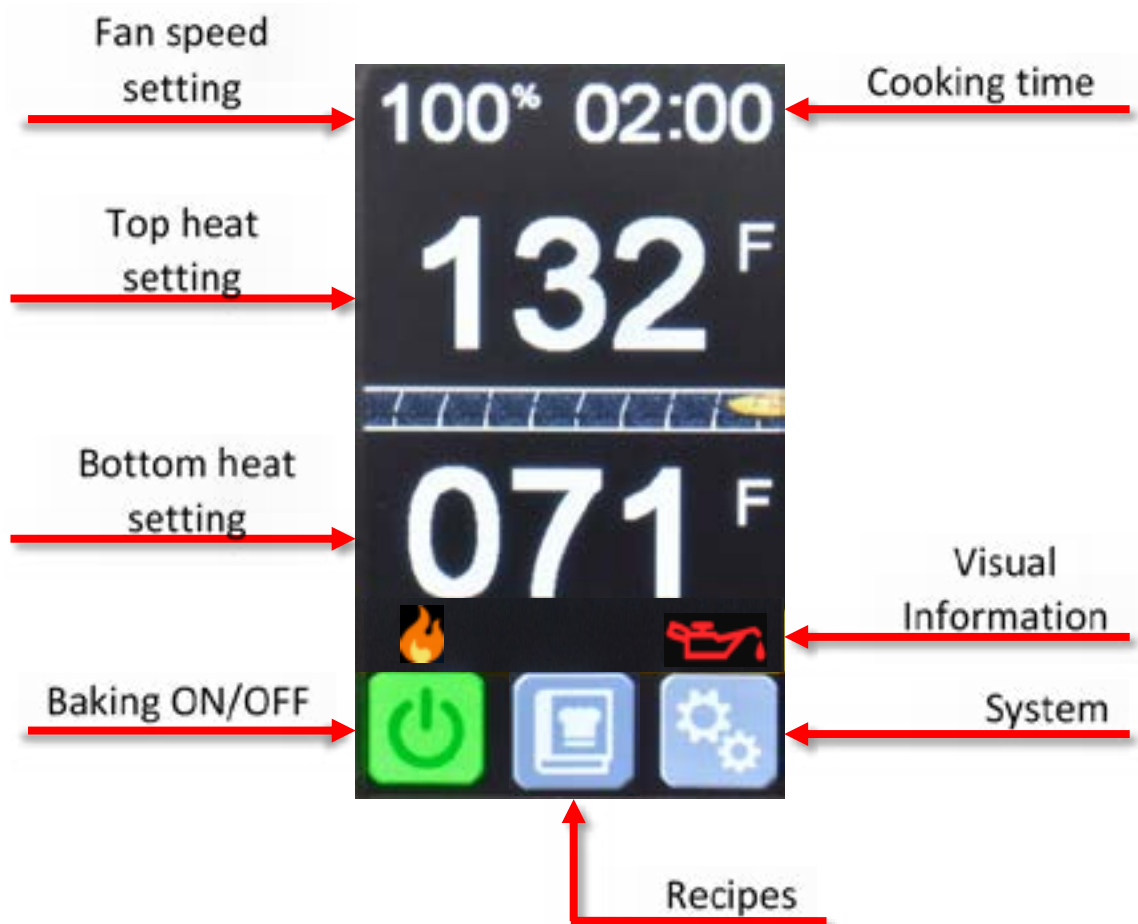 Fan speed
setting
Cooking time
100% 02:00
Top heat
setting
132 F
Bottom heat
setting
071 F
Visual
Information
Baking ON/OFF
System
Recipes